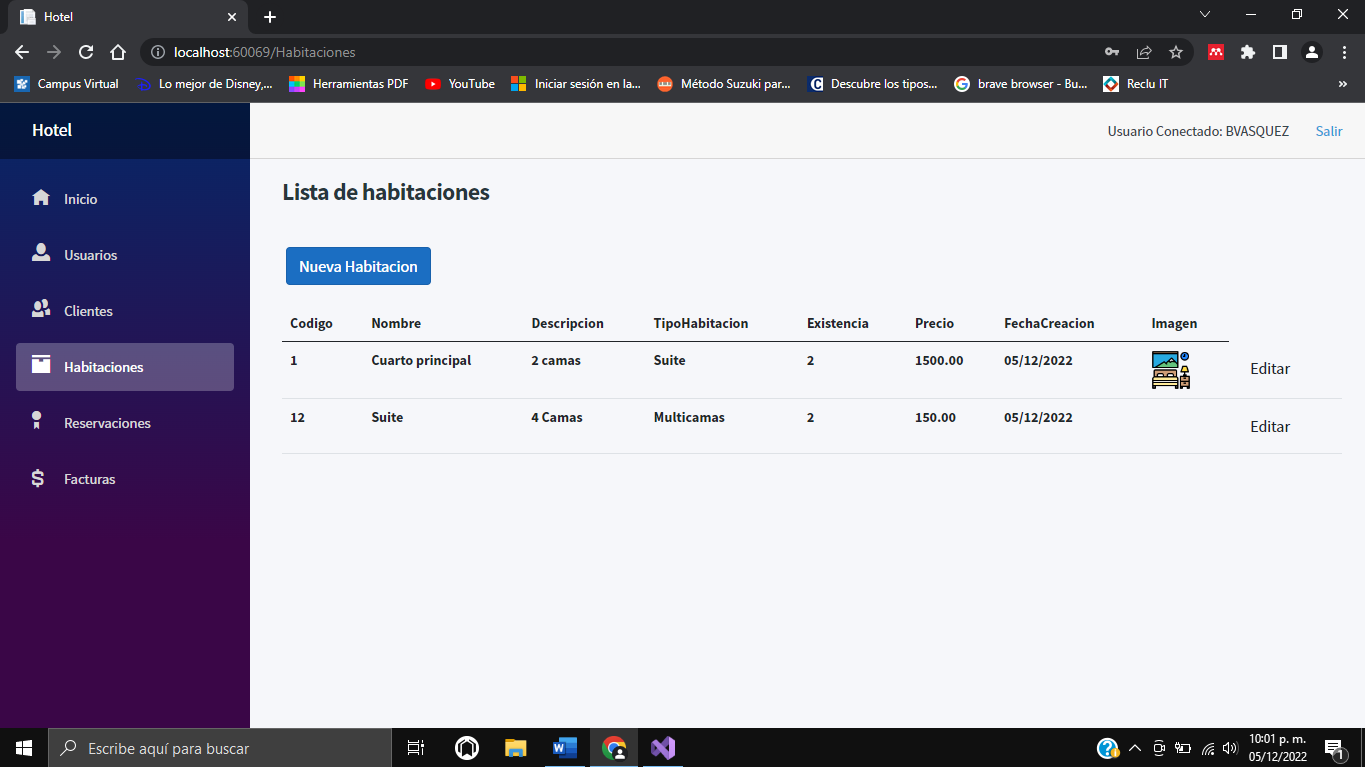 Hotel
localhost:60069/Habitaciones
Campus Virtual Lo mejor de Disney,... Herramientas PDF YouTube Iniciar sesión en la... Método Suzuki par... Descubre los tipos... brave browser - Bu... Reclu IT »
Hotel
Usuario Conectado: BVASQUEZ Salir
Inicio
Usuarios
Clientes
Habitaciones
Reservaciones
Facturas
Lista de habitaciones
Nueva Habitacion
Codigo Nombre Descripcion TipoHabitacion Existencia Precio FechaCreacion Imagen
1 Cuarto principal 2 camas Suite 2 1500.00 05/12/2022 Editar
12 Suite 4 Camas Multicamas 2 150.00 05/12/2022 Editar
Escribe aquí para buscar
10:01 p. m.
05/12/2022
1